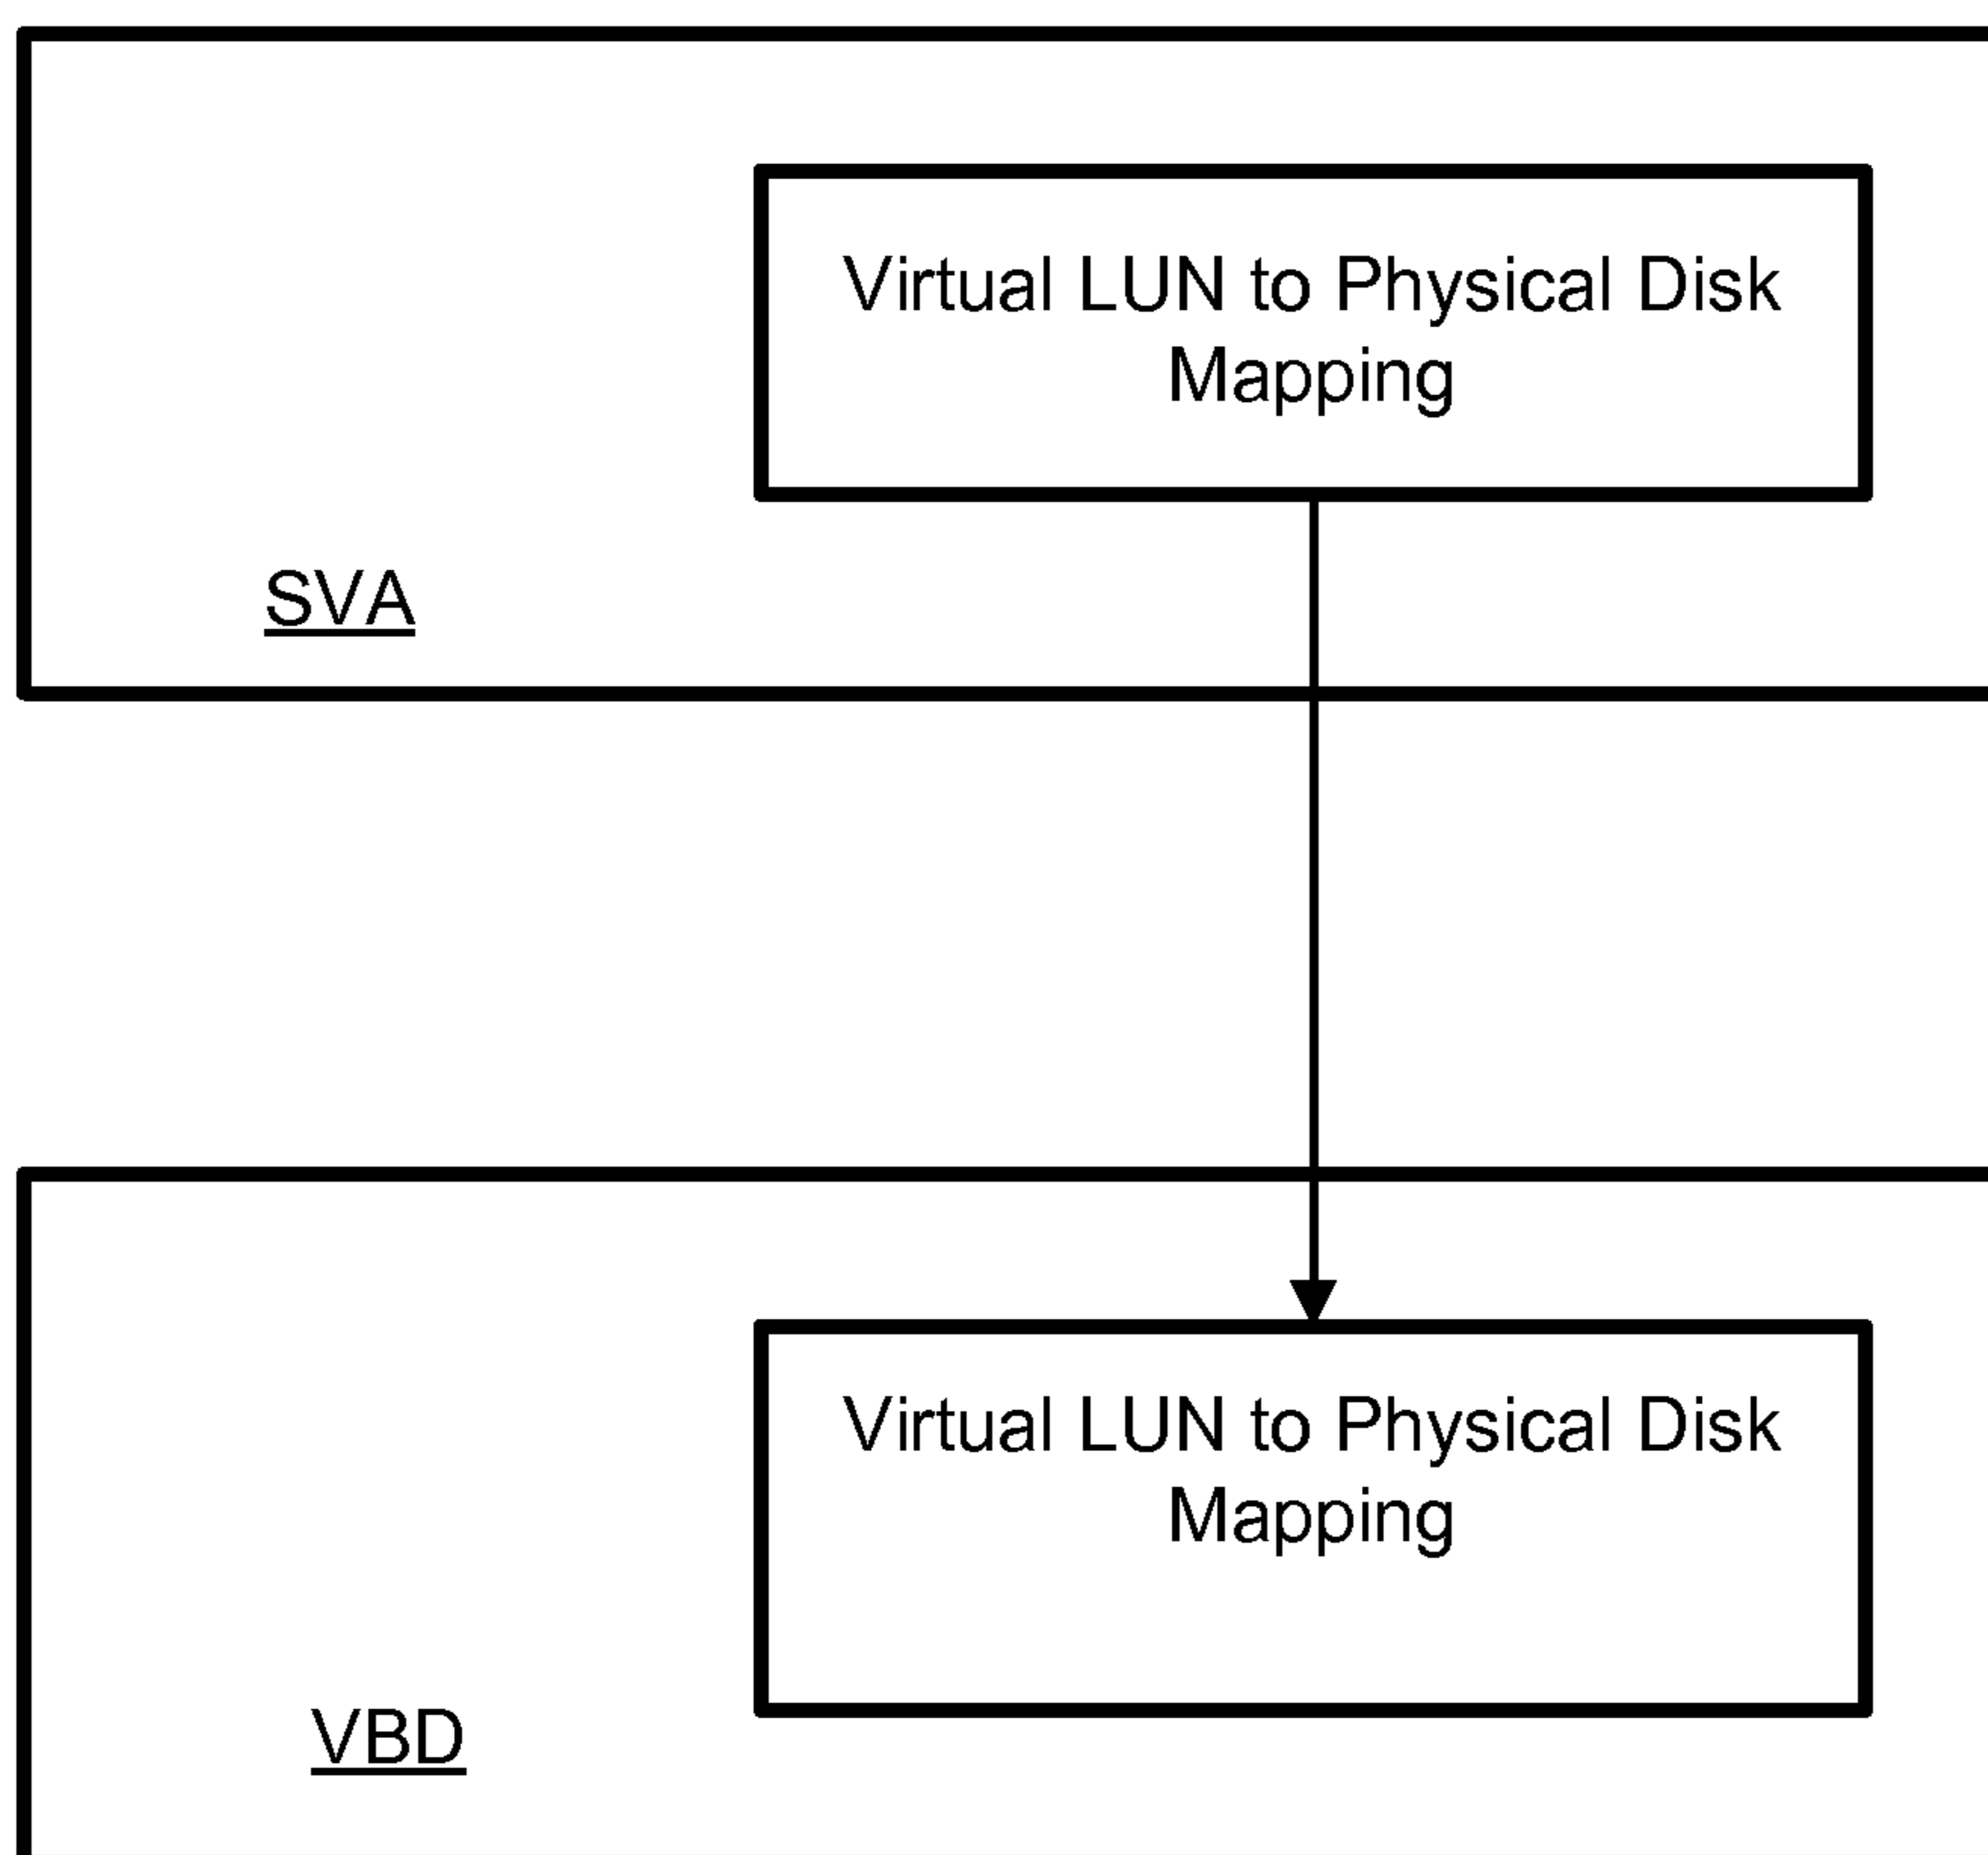 Virtual LUN to Physical Disk
Mapping
SVA
Virtual LUN to Physical Disk
Mapping
VBD